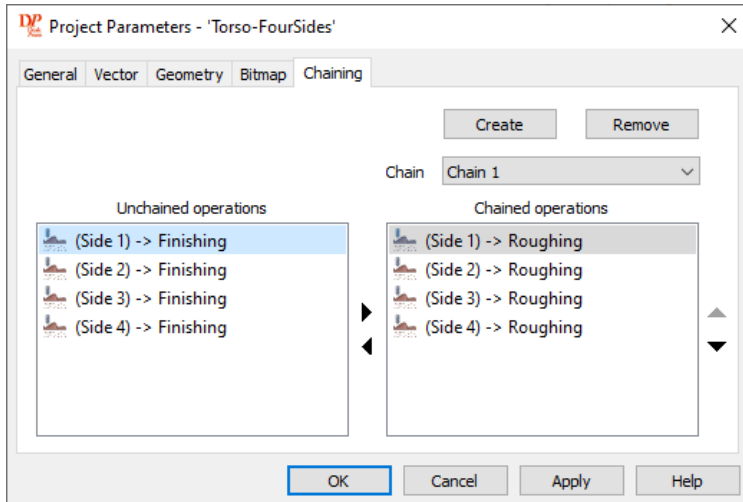 DP Project Parameters - 'Torso-FourSides'
General Vector Geometry Bitmap Chaining
Create Remove
Chain Chain 1
Unchained operations Chained operations
(Side 1) -> Finishing (Side 1) -> Roughing
(Side 2) -> Finishing (Side 2) -> Roughing
(Side 3) -> Finishing (Side 3) -> Roughing
(Side 4) -> Finishing (Side 4) -> Roughing
OK Cancel Apply Help